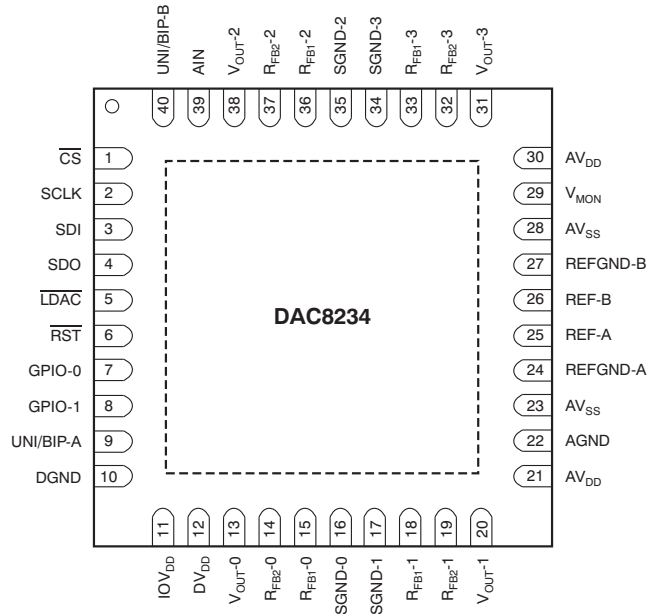 UNI/BIP-B
AIN
VOUT-2
RFB2-2
RFB1-2
SGND-2
SGND-3
RFB1-3
RFB2-3
VOUT-3
40
39
38
37
36
35
34
33
32
31
CS 1
SCLK 2
SDI 3
SDO 4
LDAC 5
RST 6
GPIO-0 7
GPIO-1 8
UNI/BIP-A 9
DGND 10
DAC8234
30 AVDD
29 VMON
28 AVSS
27 REFGND-B
26 REF-B
25 REF-A
24 REFGND-A
23 AVSS
22 AGND
21 AVDD
11
12
13
14
15
16
17
18
19
20
IOVDD
DVDD
VOUT-0
RFB2-0
RFB1-0
SGND-0
SGND-1
RFB1-1
RFB2-1
VOUT-1